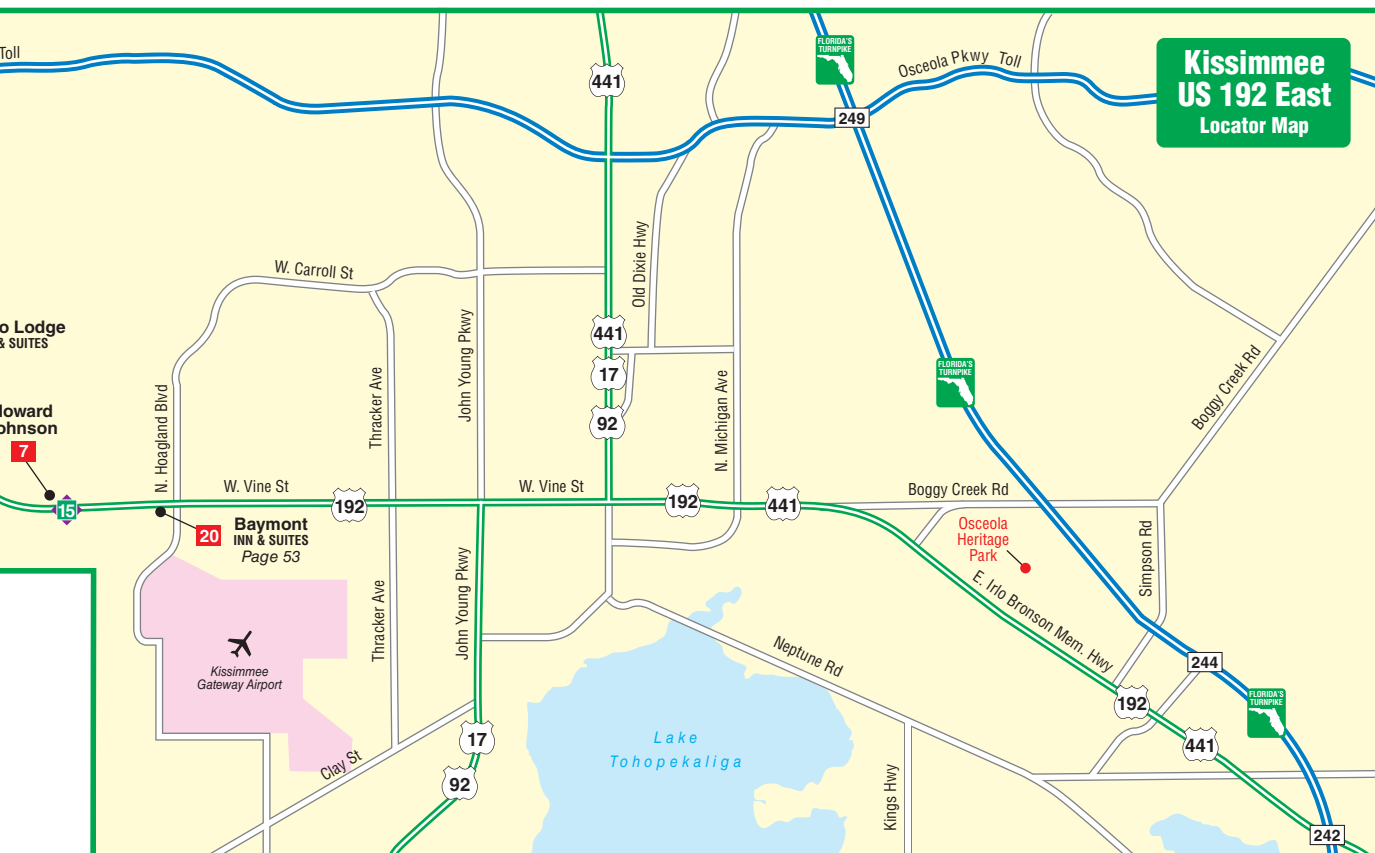 Toll
441
FLORIDA'S
TURNPIKE
Osceola Pkwy Toll
Kissimmee
US 192 East
Locator Map
249
W. Carroll St
Old Dixie Hwy
o Lodge
& SUITES
John Young Pkwy
441
17
92
FLORIDA'S
TURNPIKE
Thracker Ave
N. Hoagland Blvd
N. Michigan Ave
Boggy Creek Rd
oward
ohnson
7
15
W. Vine St
192
W. Vine St
192
441
Boggy Creek Rd
20
Baymont
INN & SUITES
Page 53
Osceola
Heritage
Park
Simpson Rd
Thracker Ave
John Young Pkwy
E. Irlo Bronson Mem. Hwy
Kissimmee
Gateway Airport
Neptune Rd
244
192
FLORIDA'S
TURNPIKE
441
17
92
Lake
Tohopekaliga
Clay St
Kings Hwy
242